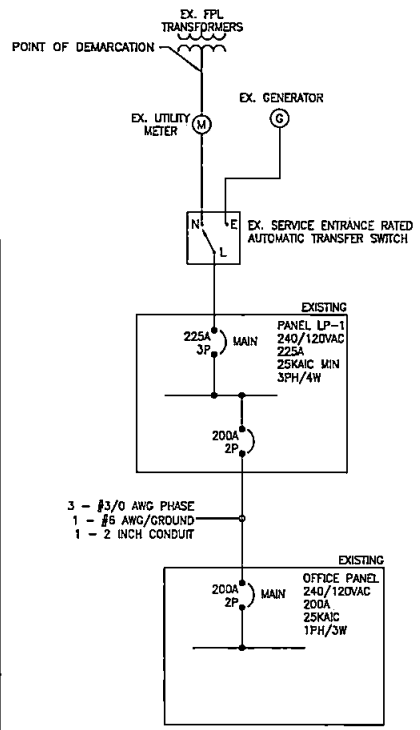 EX. FPL
TRANSFORMERS
POINT OF DEMARCATION
EX. GENERATOR
EX. UTILITY
METER
M
G
N
E
L
EX. SERVICE ENTRANCE RATED
AUTOMATIC TRANSFER SWITCH
EXISTING
225A
3P
MAIN
PANEL LP-1
240/120VAC
225A
25KAIC MIN
3PH/4W
200A
2P
3 - #3/0 AWG PHASE
1 - #6 AWG/GROUND
1 - 2 INCH CONDUIT
EXISTING
200A
2P
MAIN
OFFICE PANEL
240/120VAC
200A
25KAIC
1PH/3W